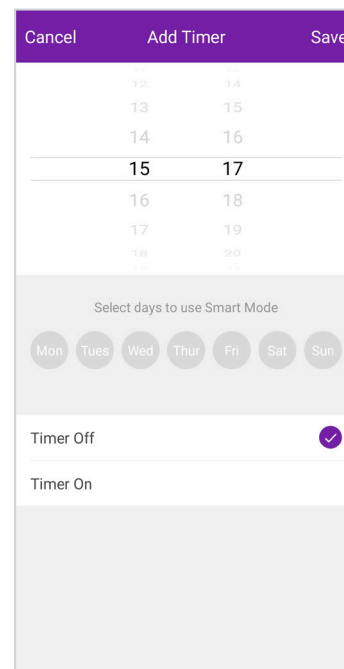 Cancel Add Timer Save
12 14
13 15
14 16
15 17
16 18
17 19
18 20
Select days to use Smart Mode
Mon Tues Wed Thur Fri Sat Sun
Timer Off
Timer On